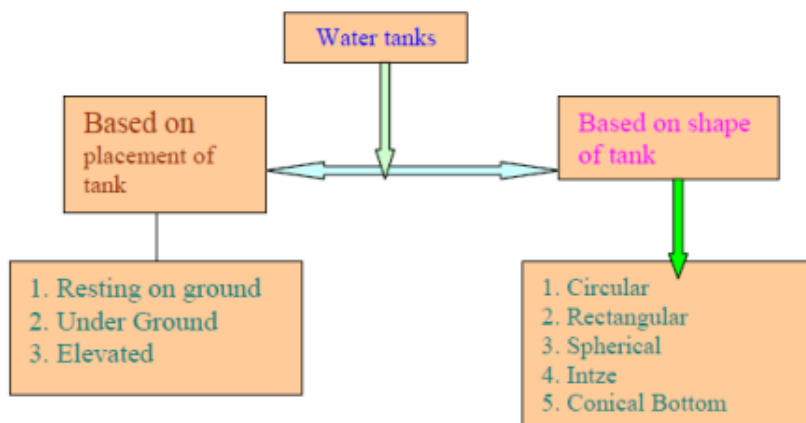 Water tanks
Based on
placement of
tank
Based on shape
of tank
1. Resting on ground
2. Under Ground
3. Elevated
1. Circular
2. Rectangular
3. Spherical
4. Intze
5. Conical Bottom